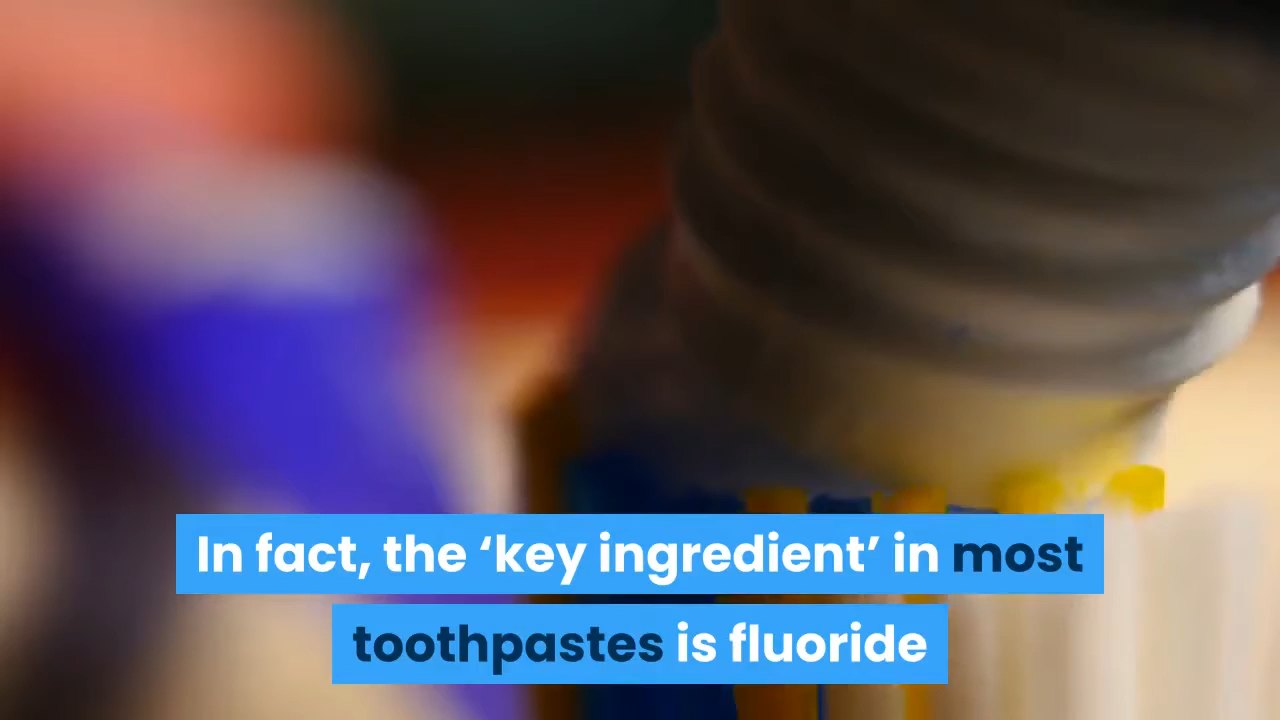 In fact, the ‘key ingredient’ in most
toothpastes is fluoride